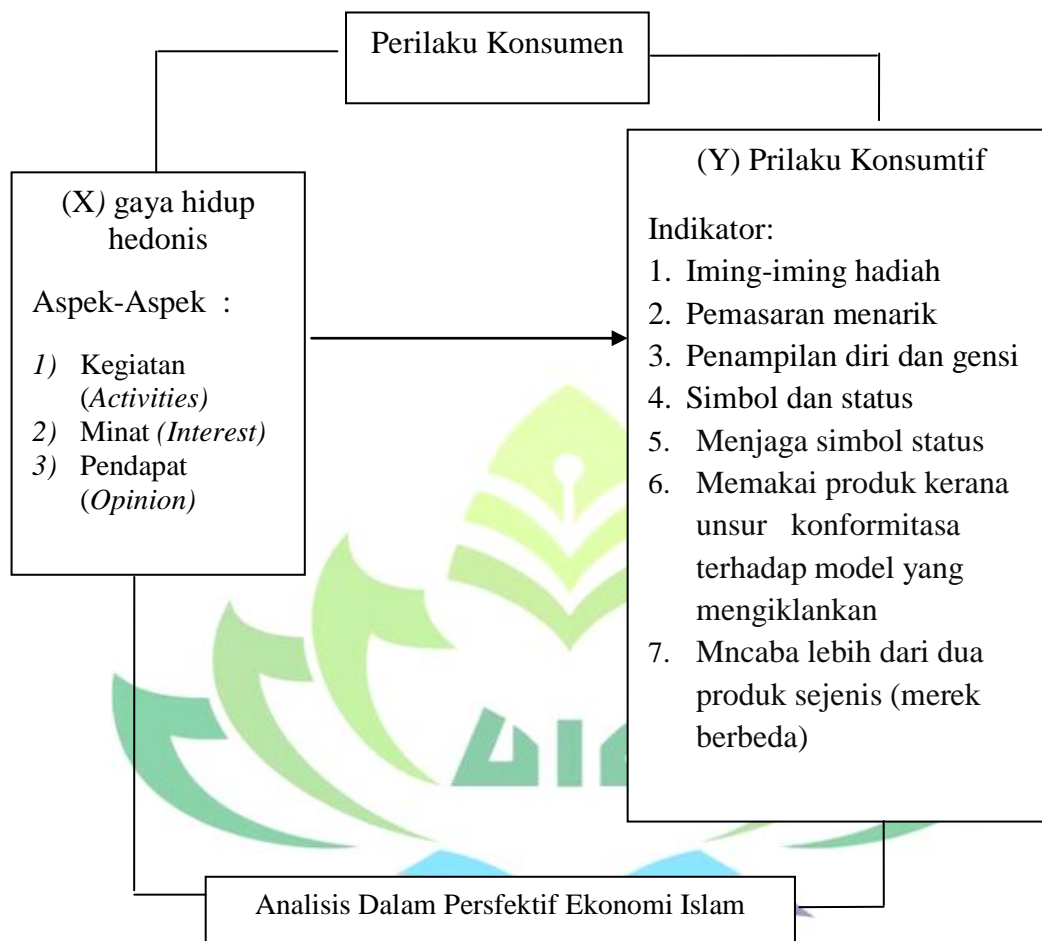 Perilaku Konsumen
(X) gaya hidup
hedonis
Aspek-Aspek :
1) Kegiatan
(Activities)
2) Minat (Interest)
3) Pendapat
(Opinion)
(Y) Prilaku Konsumtif
Indikator:
1. Iming-iming hadiah
2. Pemasaran menarik
3. Penampilan diri dan gensi
4. Simbol dan status
5. Menjaga simbol status
6. Memakai produk kerana
unsur konformitasa
terhadap model yang
mengiklankan
7. Mncaba lebih dari dua
produk sejenis (merek
berbeda)
Analisis Dalam Persfektif Ekonomi Islam